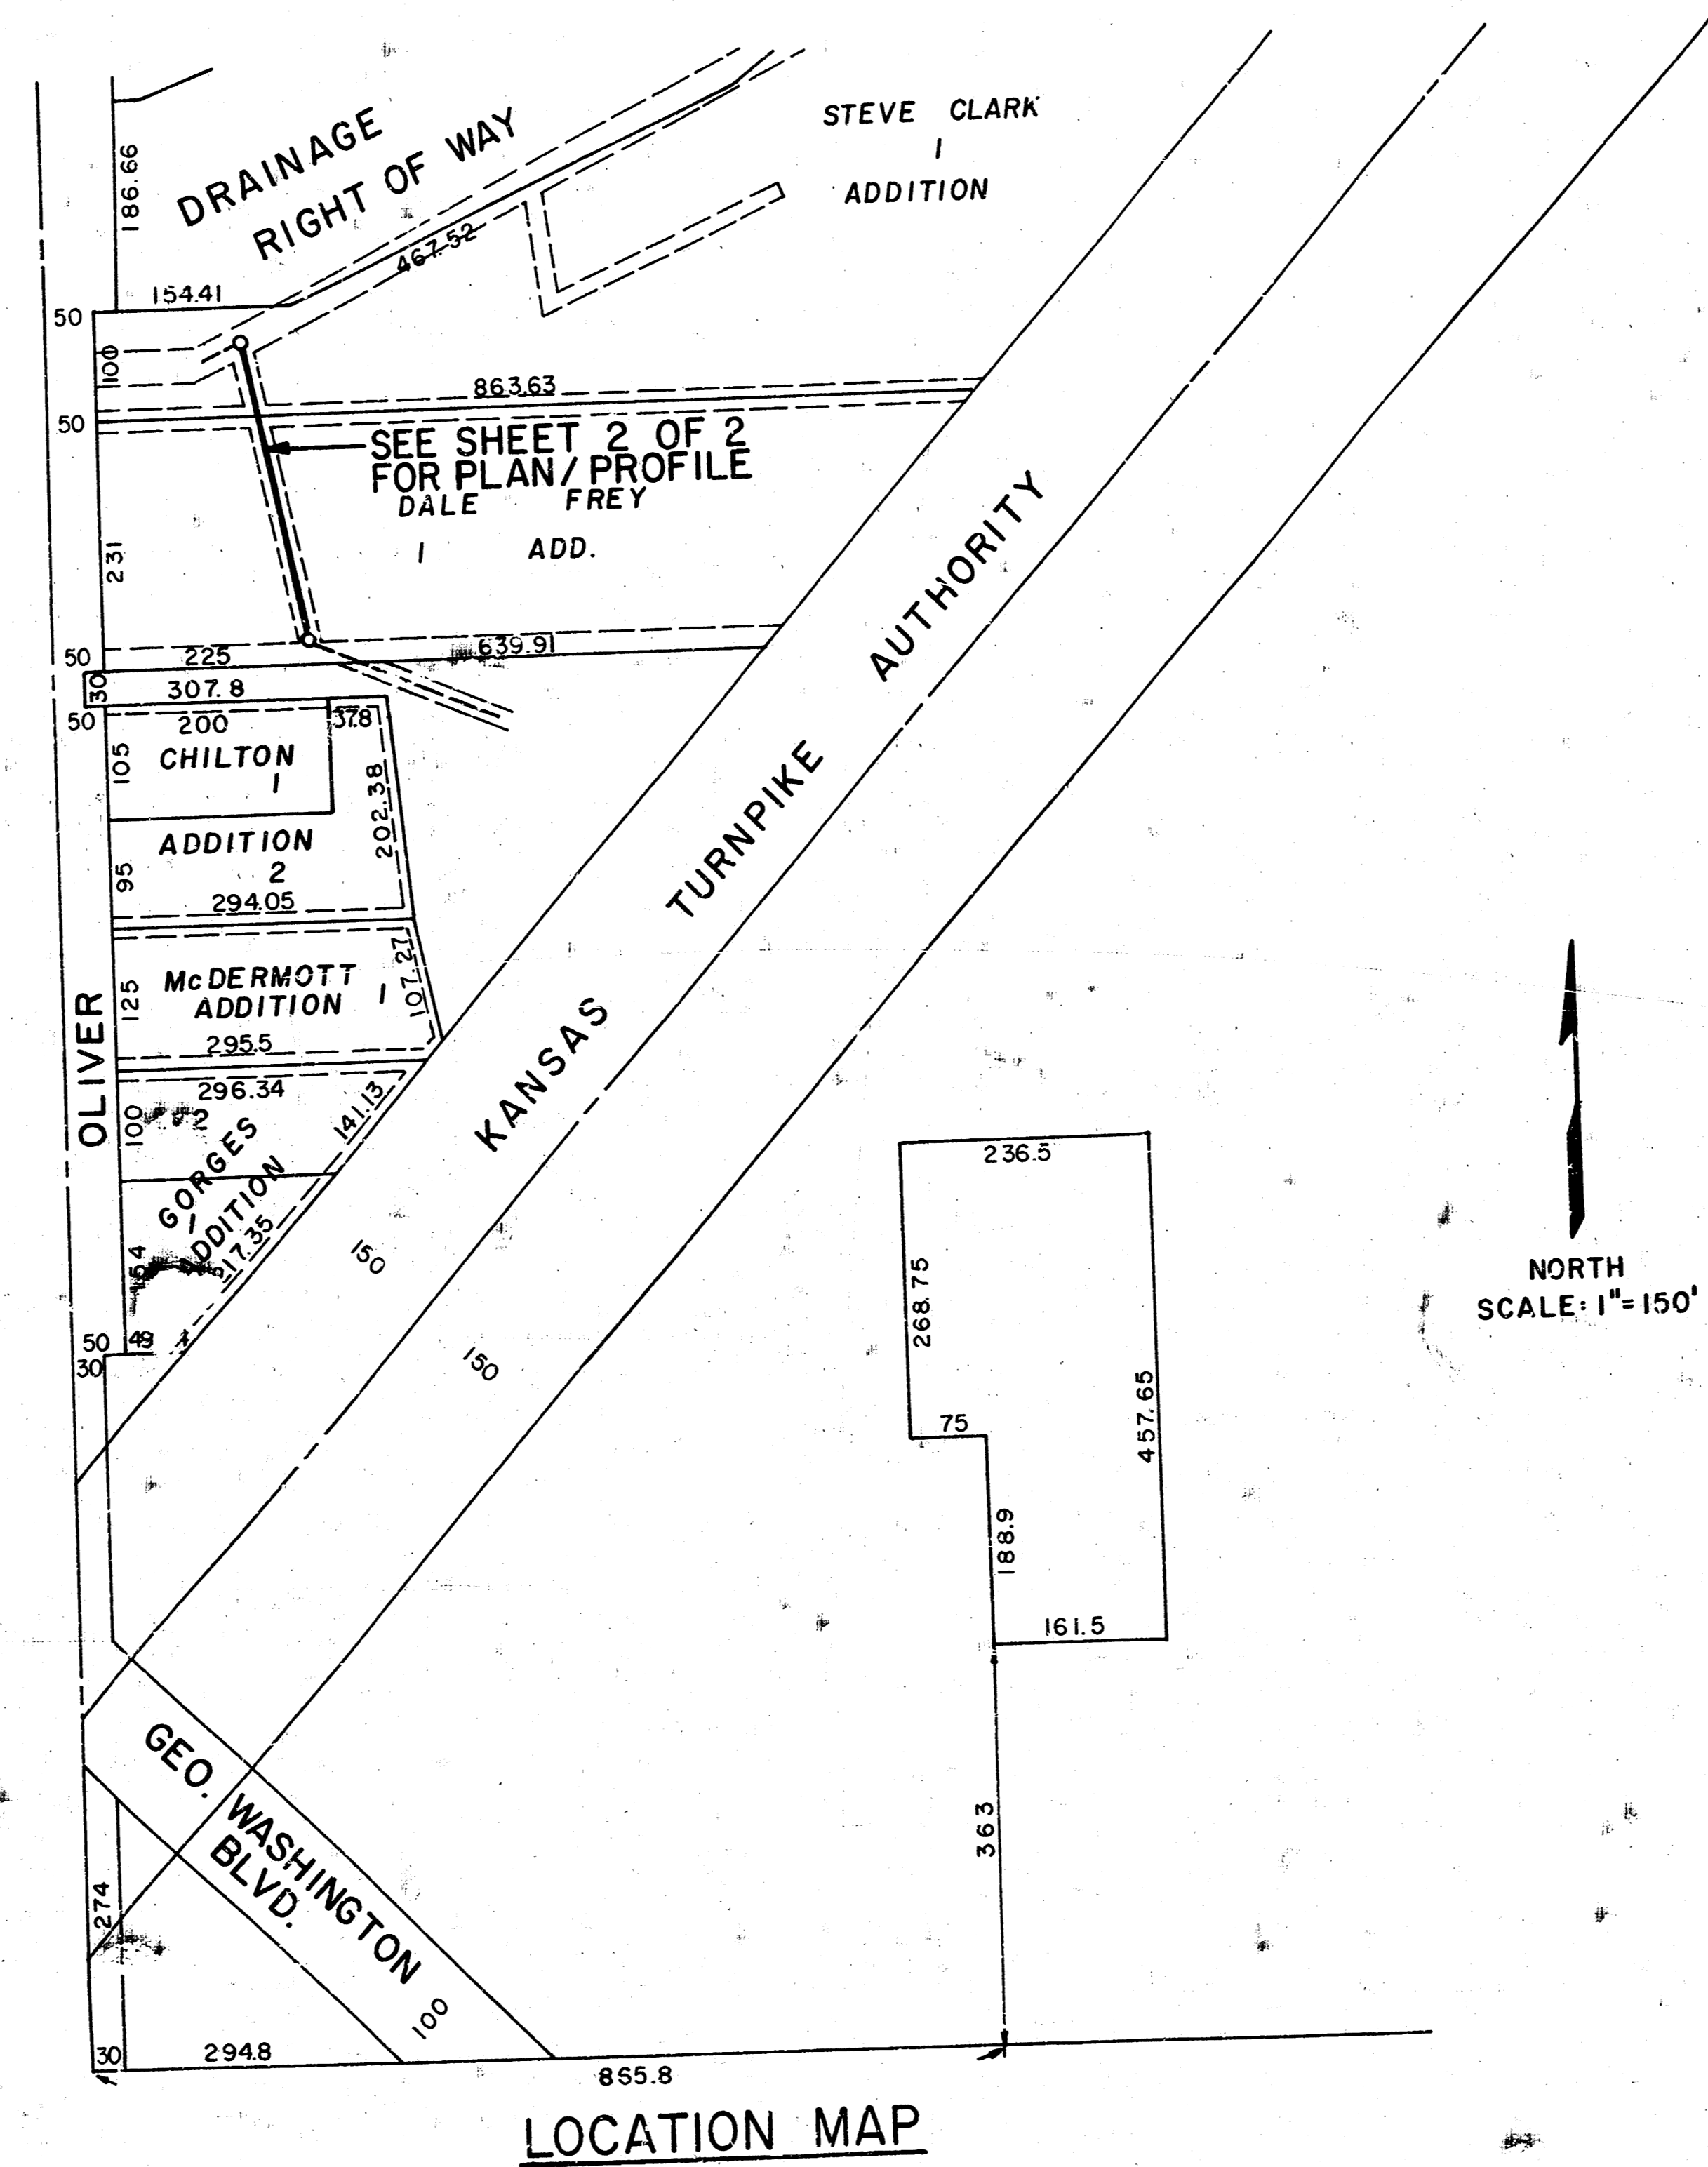 STEVE CLARK
1
ADDITION
DRAINAGE
RIGHT OF WAY
186.66
467.52
154.41
50
100
863.63
50
SEE SHEET 2 OF 2
FOR PLAN/PROFILE
DALE FREY
1 ADD.
231
639.91
50
225
30
307.8
50
200
37.8
105
CHILTON
1
202.38
ADDITION
2
95
294.05
McDERMOTT
ADDITION 1
125
107.27
295.5
OLIVER
296.34
100
2
141.13
GORGES
1
ADDITION
154
50
30
KANSAS TURNPIKE AUTHORITY
150
150
236.5
268.75
75
457.65
188.9
161.5
363
NORTH
SCALE: 1"=150'
GEO. WASHINGTON
BLVD.
100
274
30
294.8
865.8
LOCATION MAP